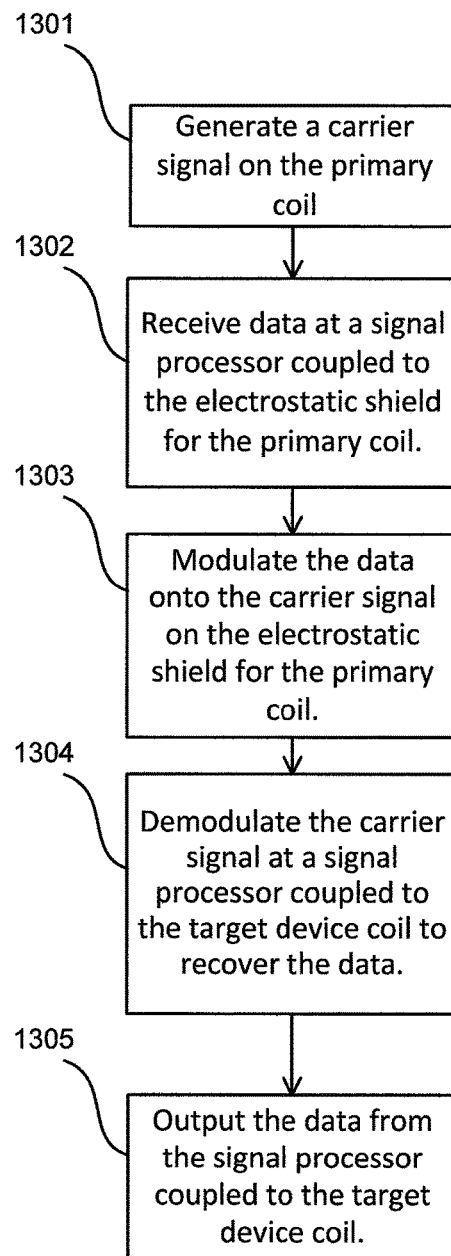 1301
Generate a carrier
signal on the primary
coil
1302
Receive data at a signal
processor coupled to
the electrostatic shield
for the primary coil.
1303
Modulate the data
onto the carrier signal
on the electrostatic
shield for the primary
coil.
1304
Demodulate the carrier
signal at a signal
processor coupled to
the target device coil to
recover the data.
1305
Output the data from
the signal processor
coupled to the target
device coil.